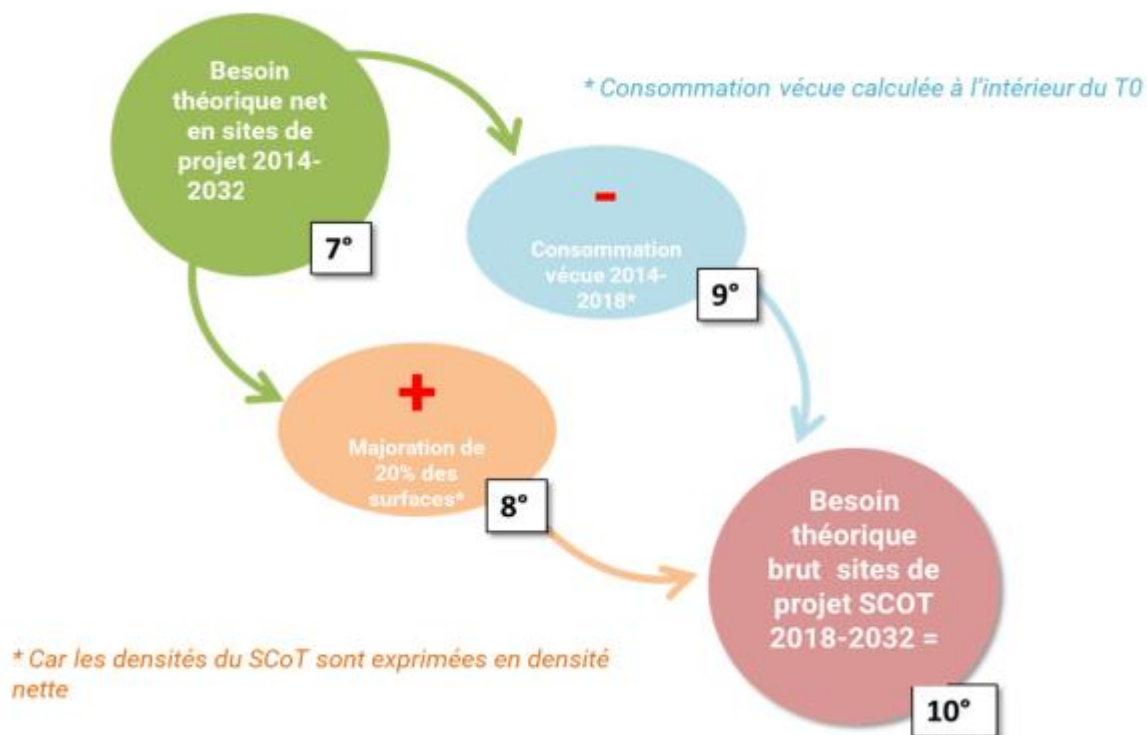 Besoin
théorique net
en sites de
projet 2014-
2032
7°
* Consommation vécue calculée à l'intérieur du T0
-
Consommation
vécue 2014-
2018*
9°
+
Majoration de
20% des
surfaces*
8°
Besoin
théorique
brut sites de
projet SCOT
2018-2032 =
10°
* Car les densités du SCoT sont exprimées en densité
nette